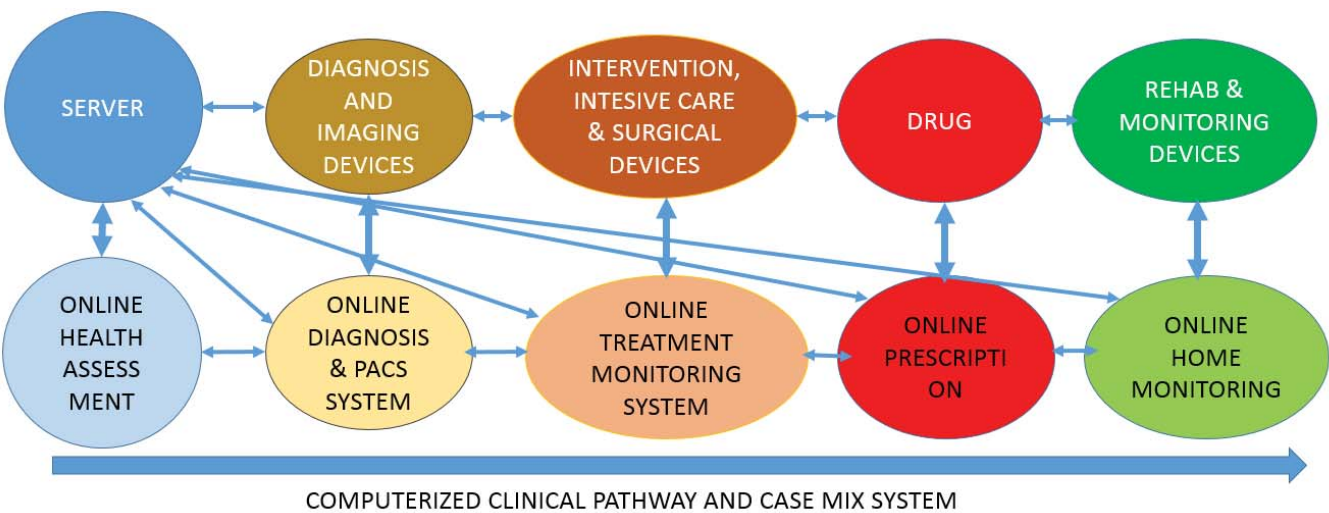 SERVER
DIAGNOSIS
AND
IMAGING
DEVICES
INTERVENTION,
INTESIVE CARE
& SURGICAL
DEVICES
DRUG
REHAB &
MONITORING
DEVICES
ONLINE
HEALTH
ASSESS
MENT
ONLINE
DIAGNOSIS
& PACS
SYSTEM
ONLINE
TREATMENT
MONITORING
SYSTEM
ONLINE
PRESCRIPTI
ON
ONLINE
HOME
MONITORING
COMPUTERIZED CLINICAL PATHWAY AND CASE MIX SYSTEM